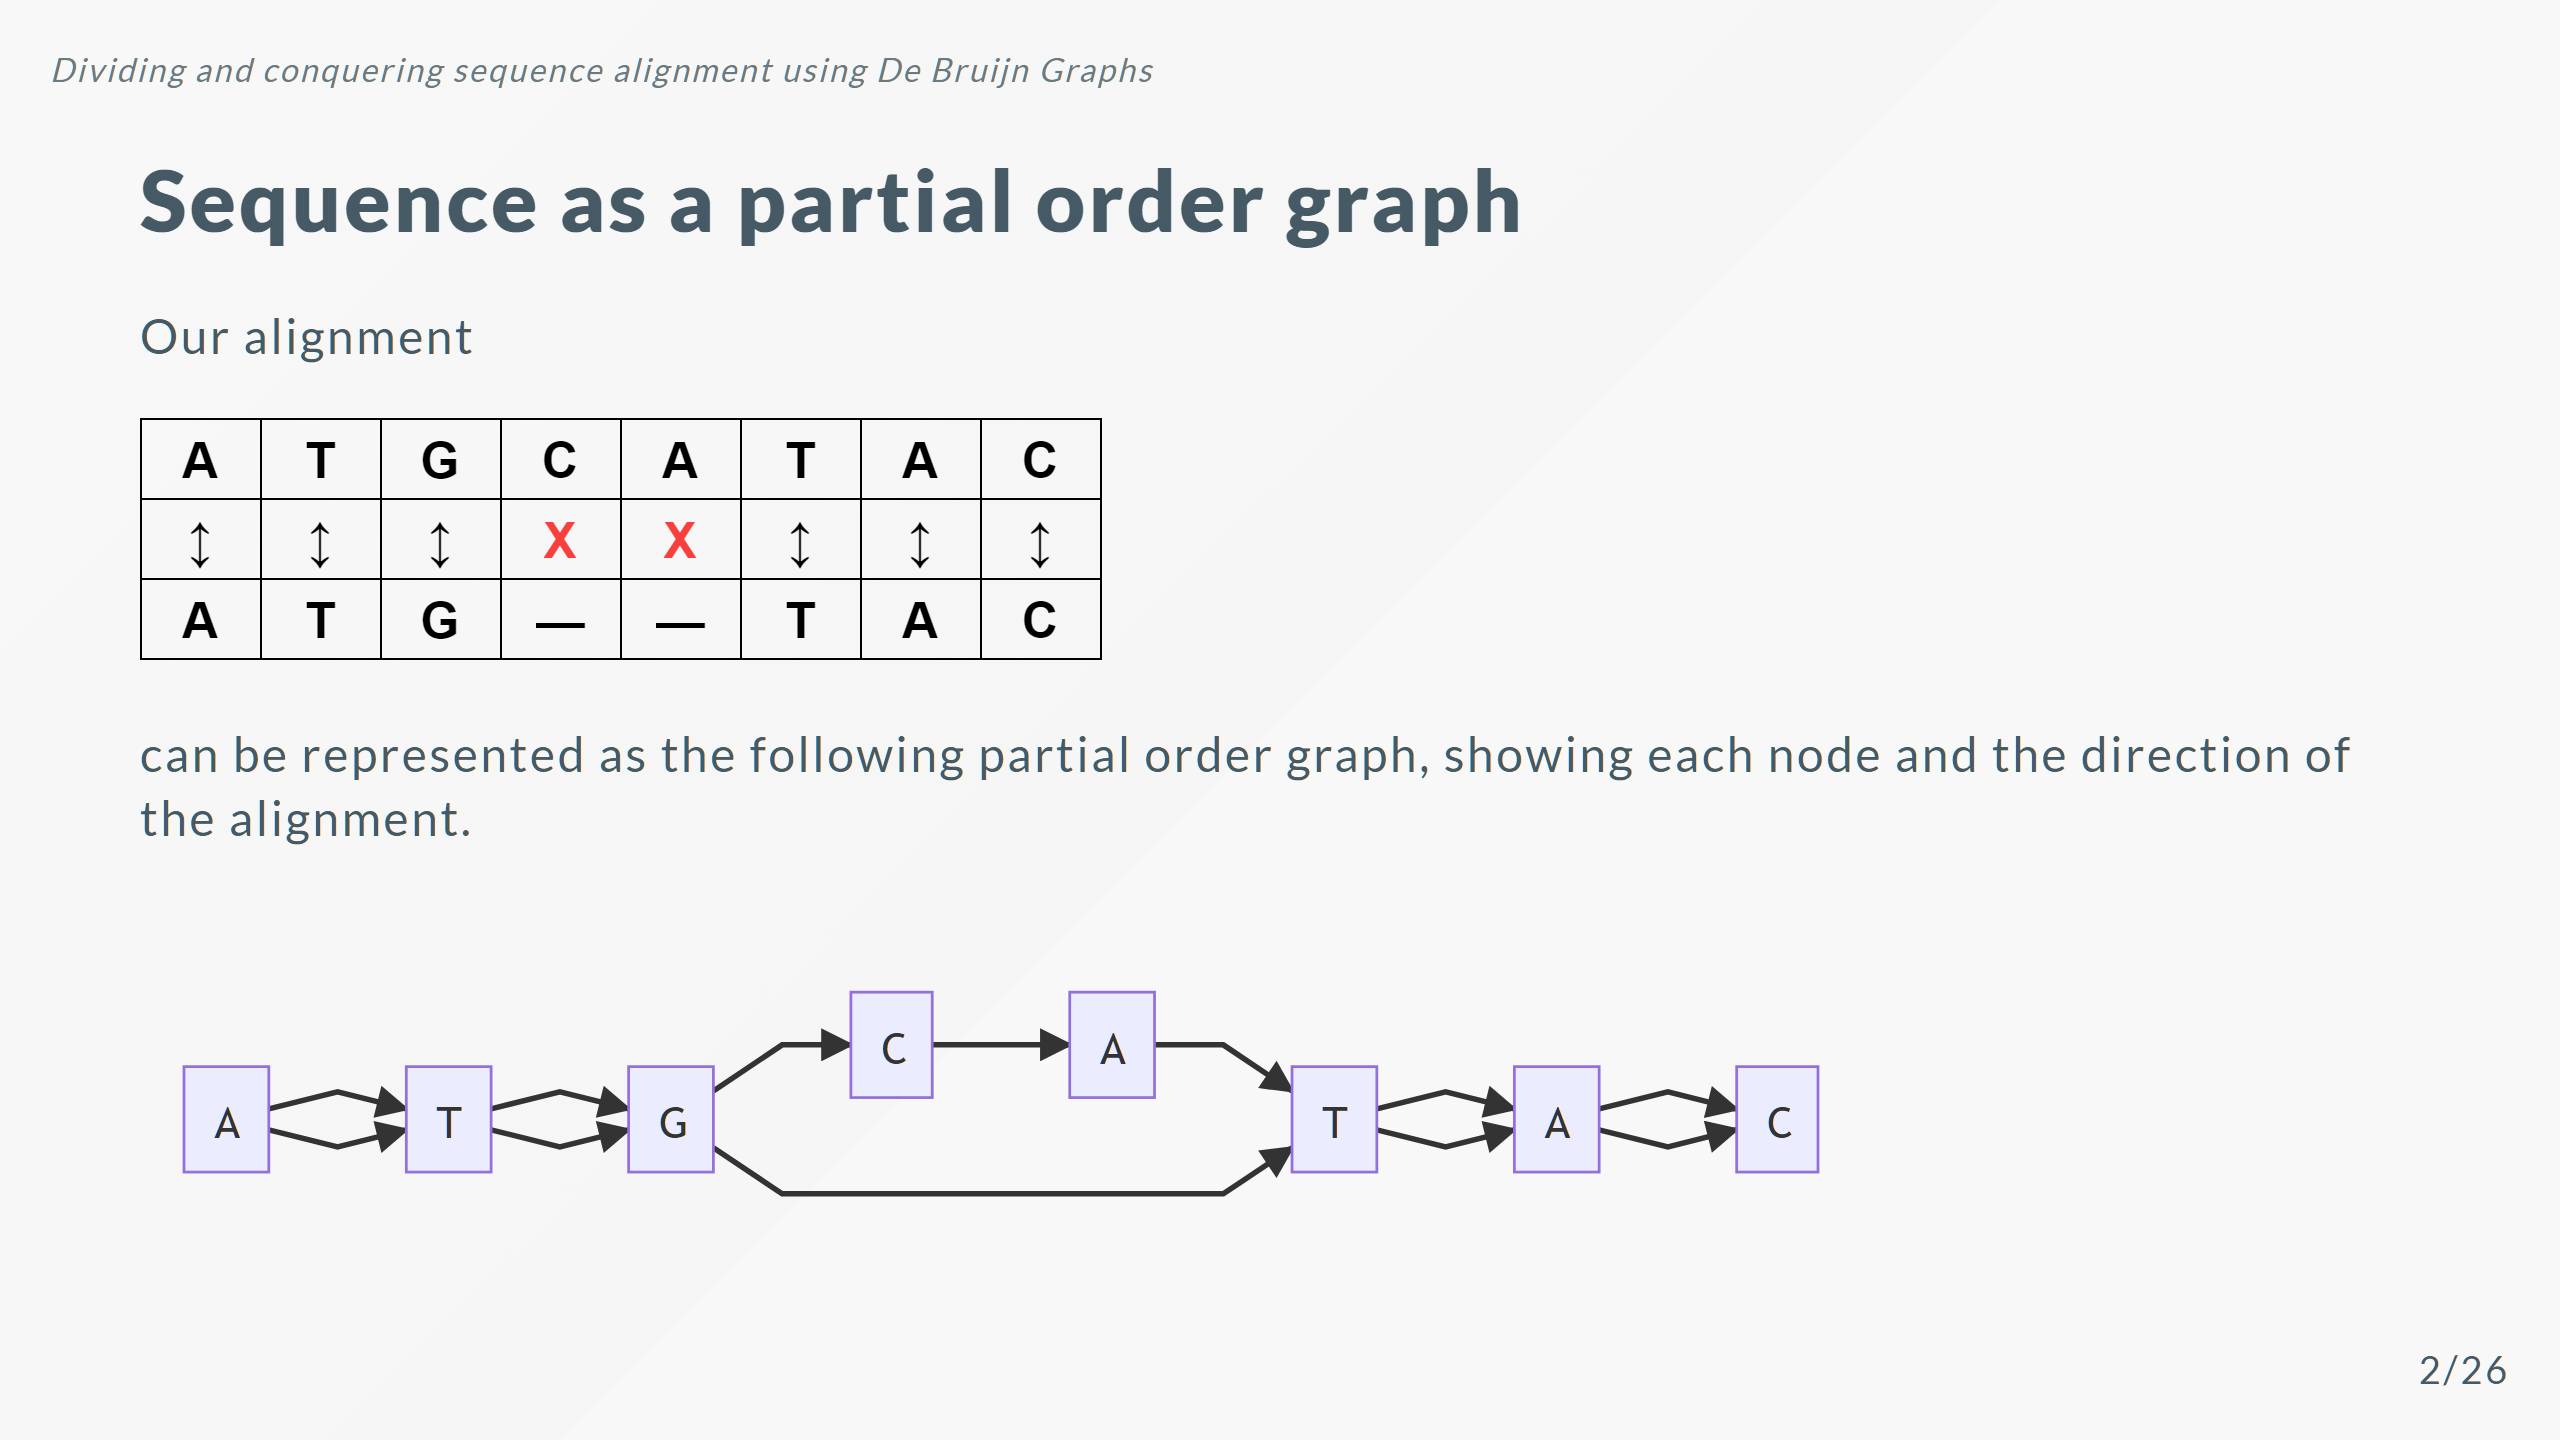 Dividing and conquering sequence alignment using De Bruijn Graphs
Sequence as a partial order graph
Our alignment
A T G C A T A C
↕ ↕ ↕ X X ↕ ↕ ↕
A T G — — T A C
can be represented as the following partial order graph, showing each node and the direction of
the alignment.
C A
A T G T A C
2/26